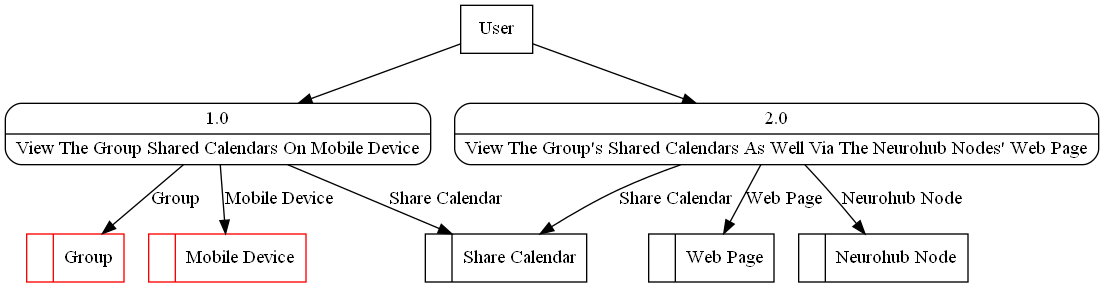 User
1.0
View The Group Shared Calendars On Mobile Device
2.0
View The Group's Shared Calendars As Well Via The Neurohub Nodes' Web Page
Group
Mobile Device
Share Calendar
Share Calendar
Web Page
Neurohub Node
Group
Mobile Device
Share Calendar
Web Page
Neurohub Node